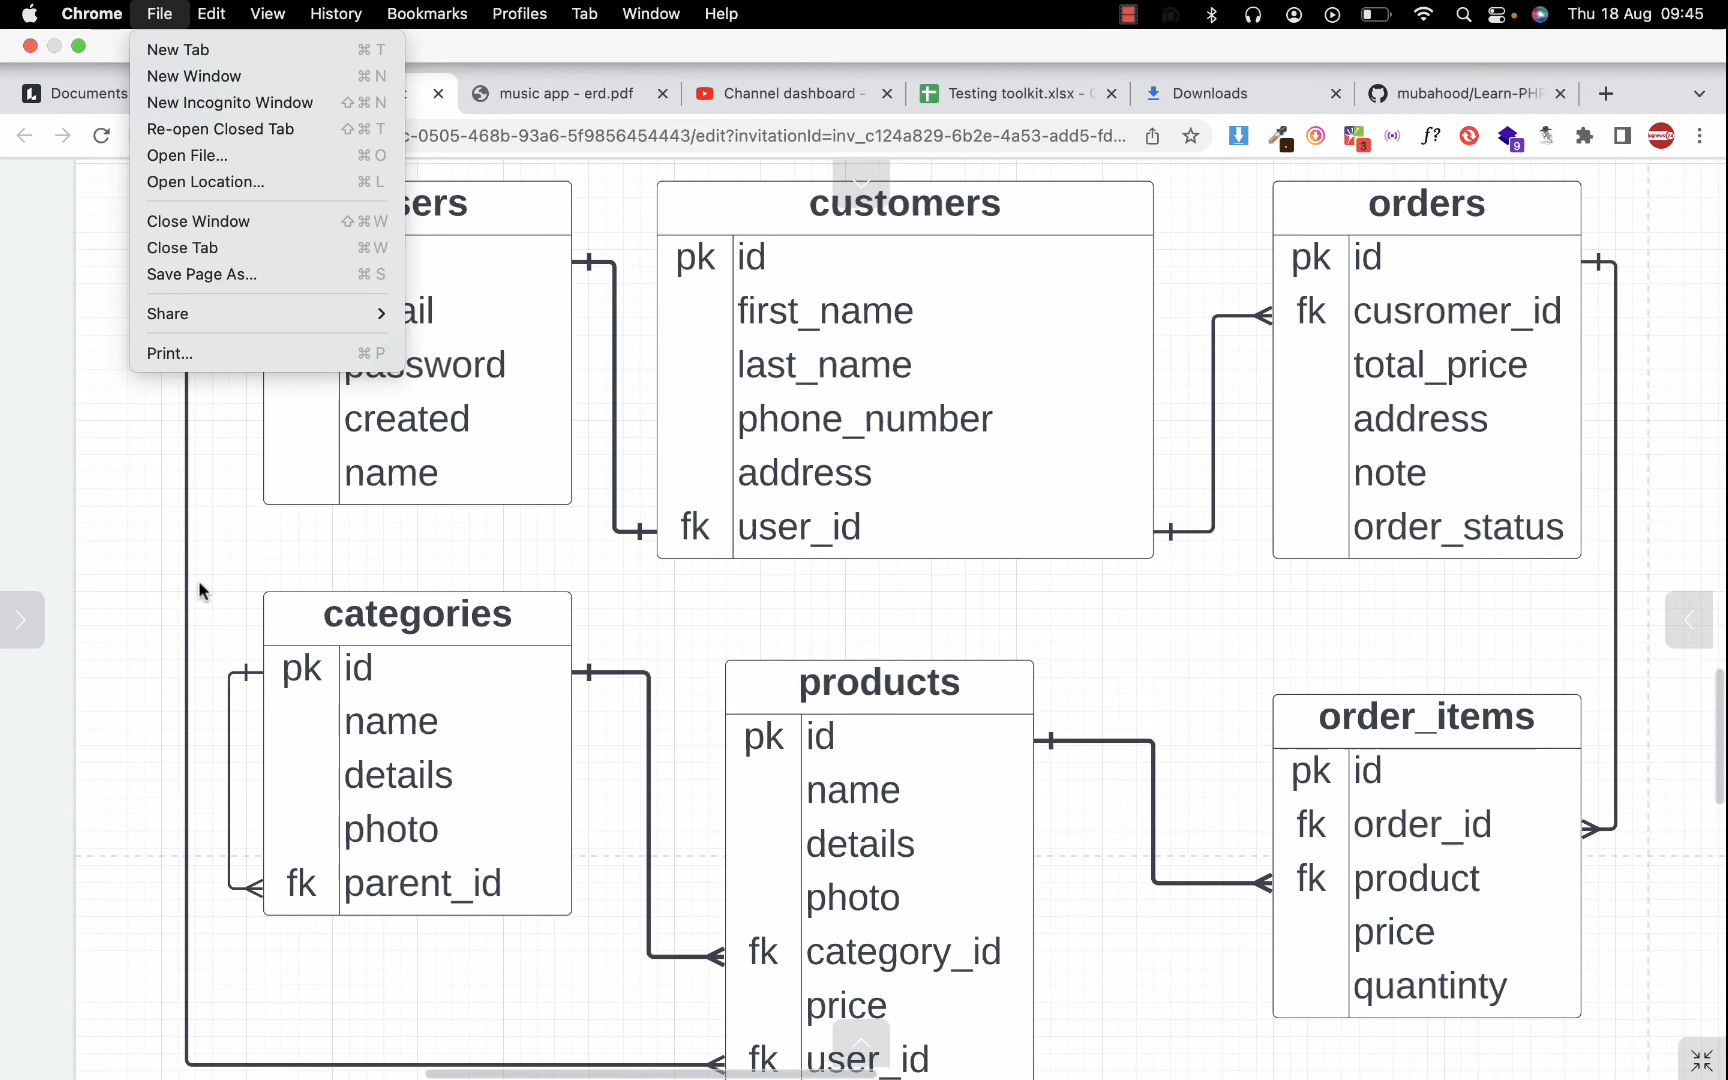 Chrome File Edit View History Bookmarks Profiles Tab Window Help Thu 18 Aug 09:45
New Tab ⌘ T
New Window ⌘ N
New Incognito Window ⇧ ⌘ N
Re-open Closed Tab ⇧ ⌘ T
Open File... ⌘ O
Open Location... ⌘ L
Close Window ⇧ ⌘ W
Close Tab ⌘ W
Save Page As... ⌘ S
Share
Print... ⌘ P
Documents
music app - erd.pdf
Channel dashboard -
Testing toolkit.xlsx -
Downloads
mubahood/Learn-PHP
c-0505-468b-93a6-5f9856454443/edit?invitationId=inv_c124a829-6b2e-4a53-add5-fd...
3
f?
9
sers
ail
password
created
name
customers
pk id
first_name
last_name
phone_number
address
fk user_id
orders
pk id
fk cusromer_id
total_price
address
note
order_status
categories
pk id
name
details
photo
fk parent_id
products
pk id
name
details
photo
fk category_id
price
fk user_id
order_items
pk id
fk order_id
fk product
price
quantinty